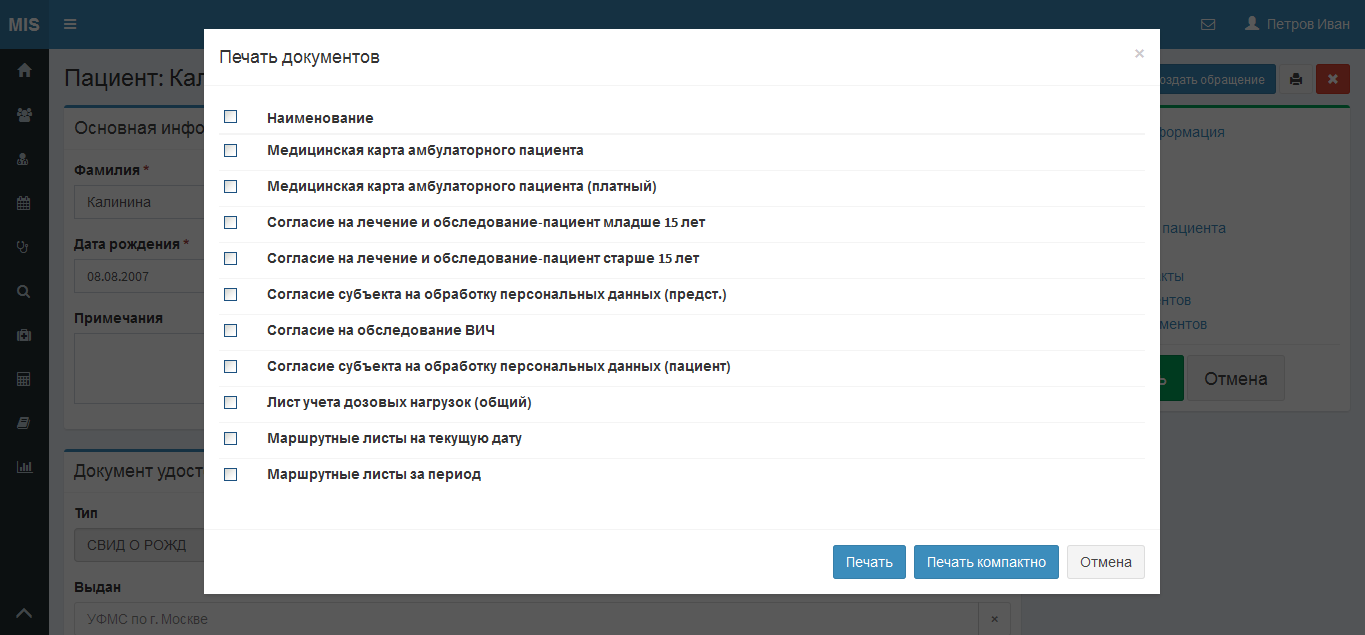 MIS
Петров Иван
Печать документов
×
Пациент: Кал
оздать обращение
Основная инфо
формация
Фамилия *
Калинина
Дата рождения *
08.08.2007
Примечания
Наименование
Медицинская карта амбулаторного пациента
Медицинская карта амбулаторного пациента (платный)
Согласие на лечение и обследование-пациент младше 15 лет
Согласие на лечение и обследование-пациент старше 15 лет
Согласие субъекта на обработку персональных данных (предст.)
Согласие на обследование ВИЧ
Согласие субъекта на обработку персональных данных (пациент)
Лист учета дозовых нагрузок (общий)
Маршрутные листы на текущую дату
Маршрутные листы за период
пациента
кты
нтов
ментов
ь
Отмена
Документ удост
Тип
СВИД О РОЖД
Выдан
УФМС по г. Москве
×
Печать
Печать компактно
Отмена